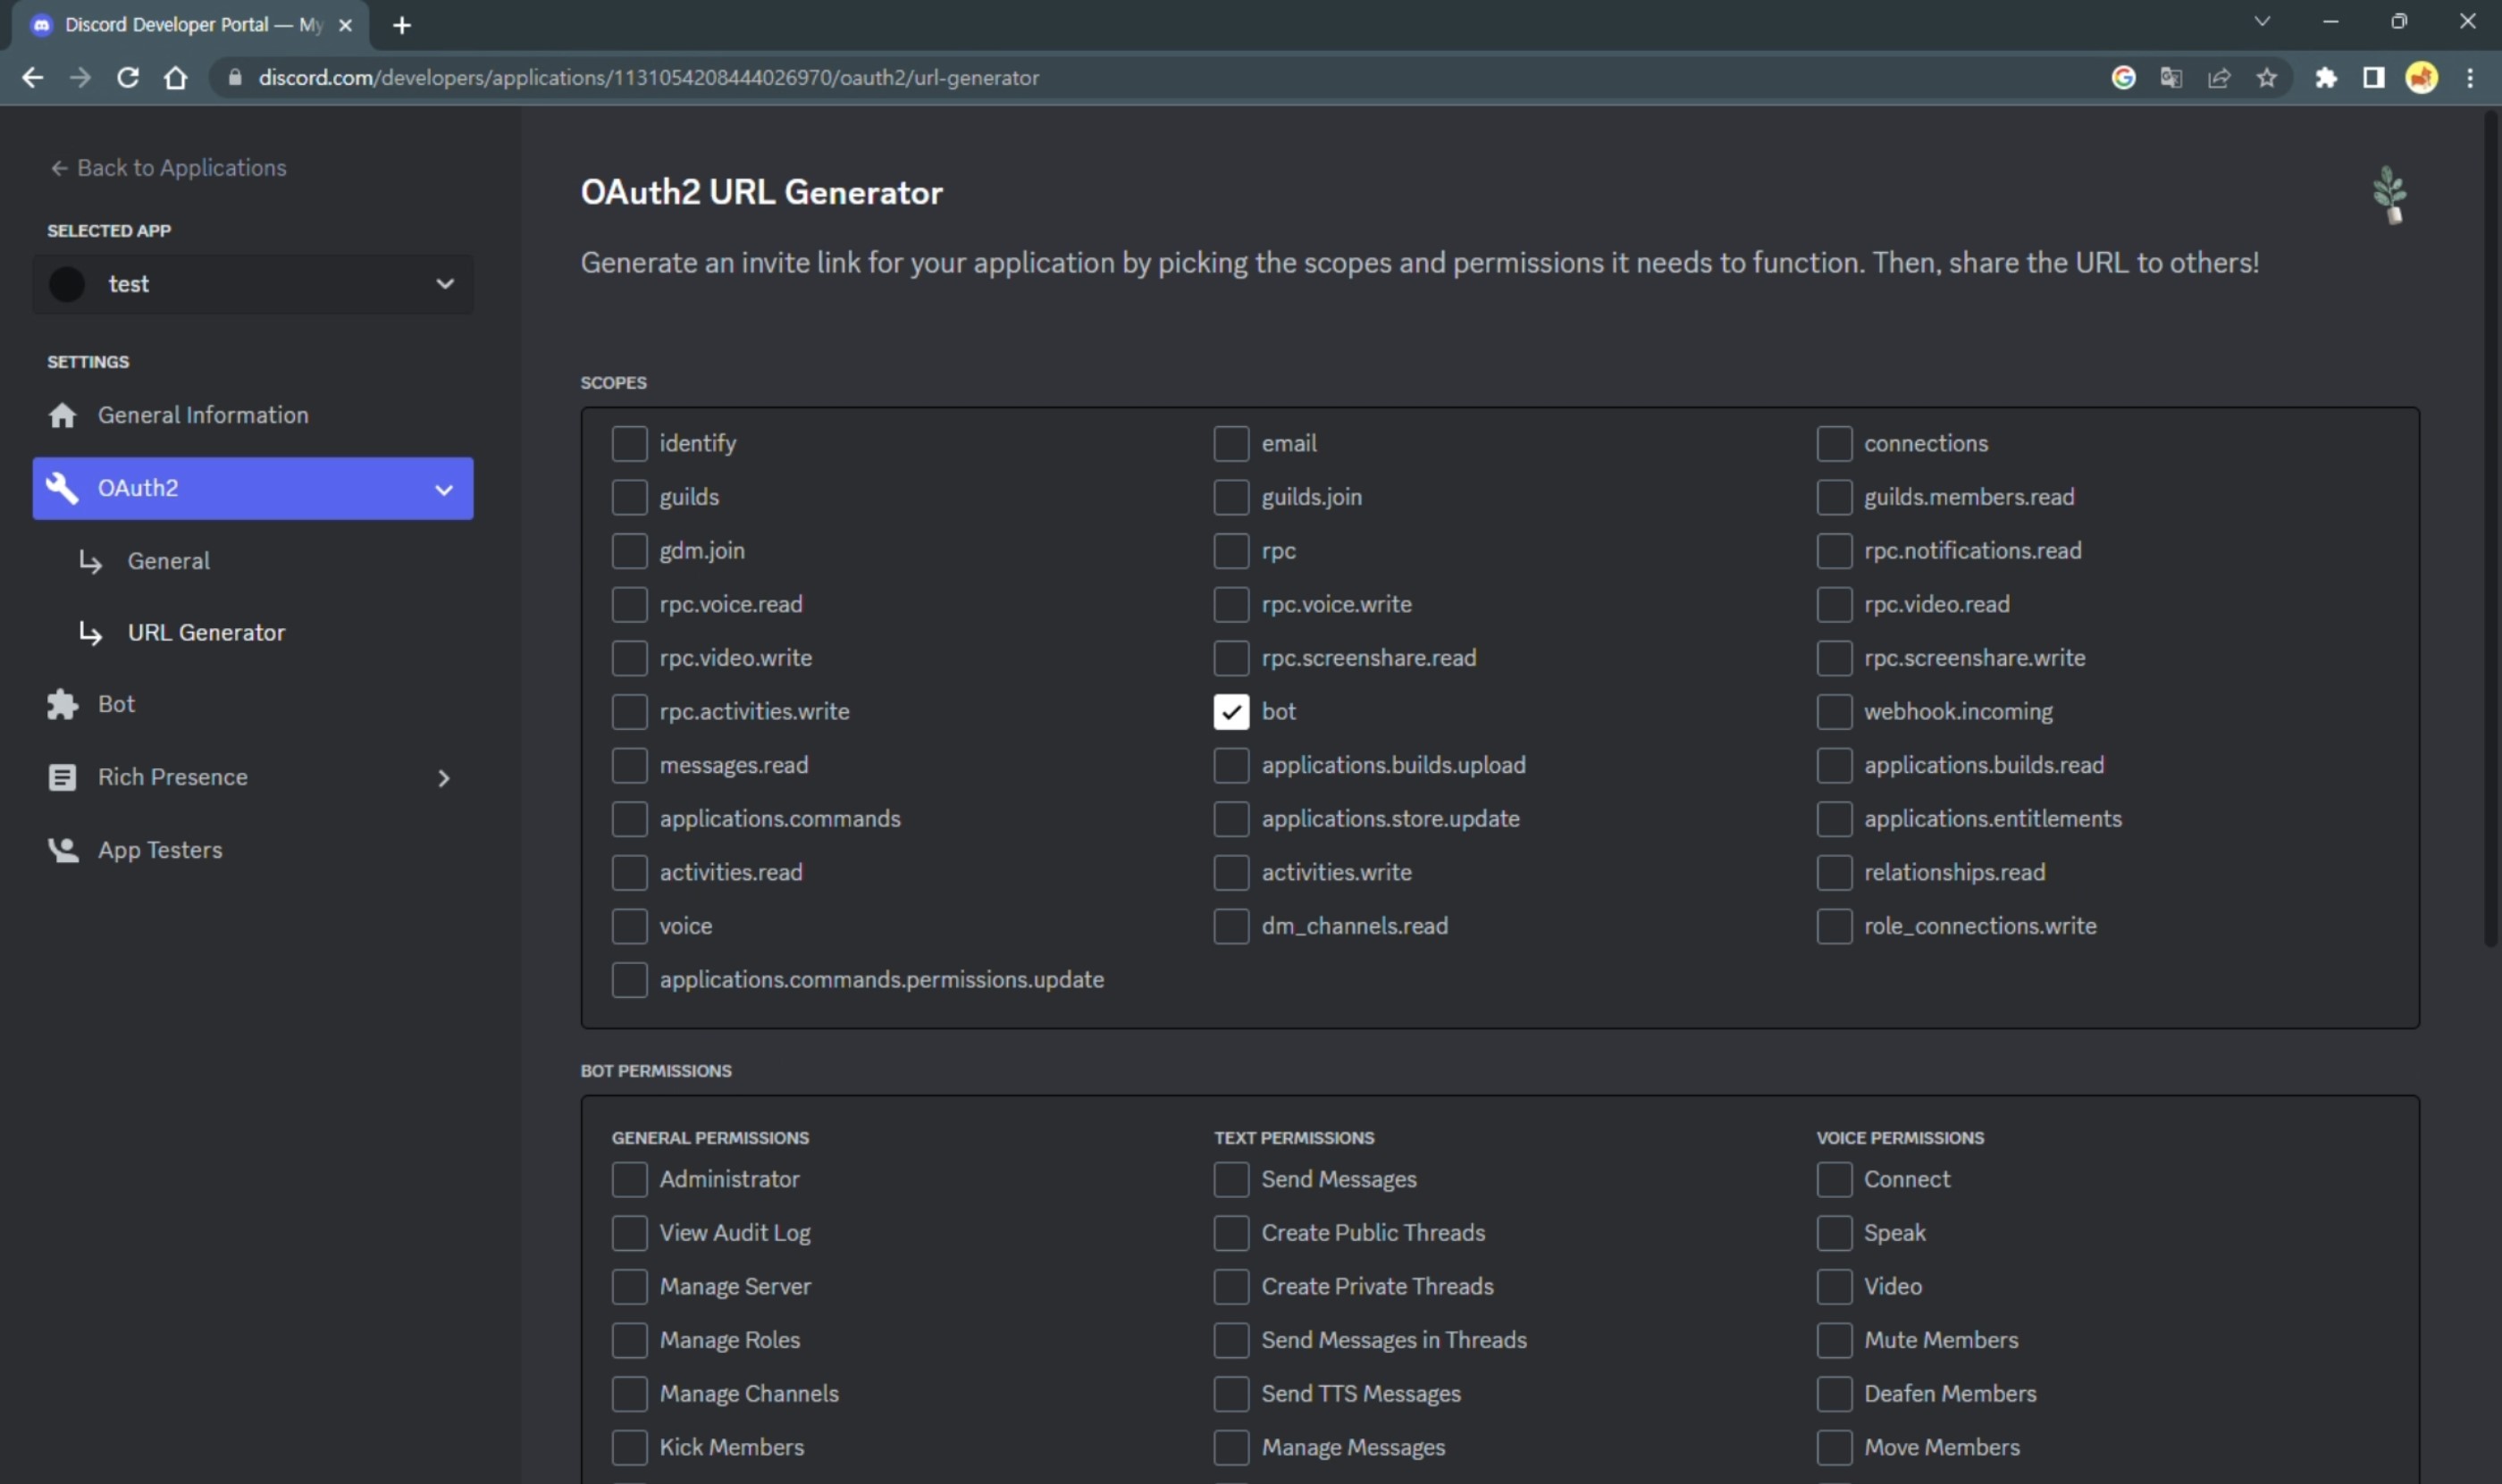 Discord Developer Portal — My
discord.com/developers/applications/1131054208444026970/oauth2/url-generator
Back to Applications
SELECTED APP
test
SETTINGS
General Information
OAuth2
General
URL Generator
Bot
Rich Presence
App Testers
OAuth2 URL Generator
Generate an invite link for your application by picking the scopes and permissions it needs to function. Then, share the URL to others!
SCOPES
identify email connections
guilds guilds.join guilds.members.read
gdm.join rpc rpc.notifications.read
rpc.voice.read rpc.voice.write rpc.video.read
rpc.video.write rpc.screenshare.read rpc.screenshare.write
rpc.activities.write bot webhook.incoming
messages.read applications.builds.upload applications.builds.read
applications.commands applications.store.update applications.entitlements
activities.read activities.write relationships.read
voice dm_channels.read role_connections.write
applications.commands.permissions.update
BOT PERMISSIONS
GENERAL PERMISSIONS TEXT PERMISSIONS VOICE PERMISSIONS
Administrator Send Messages Connect
View Audit Log Create Public Threads Speak
Manage Server Create Private Threads Video
Manage Roles Send Messages in Threads Mute Members
Manage Channels Send TTS Messages Deafen Members
Kick Members Manage Messages Move Members